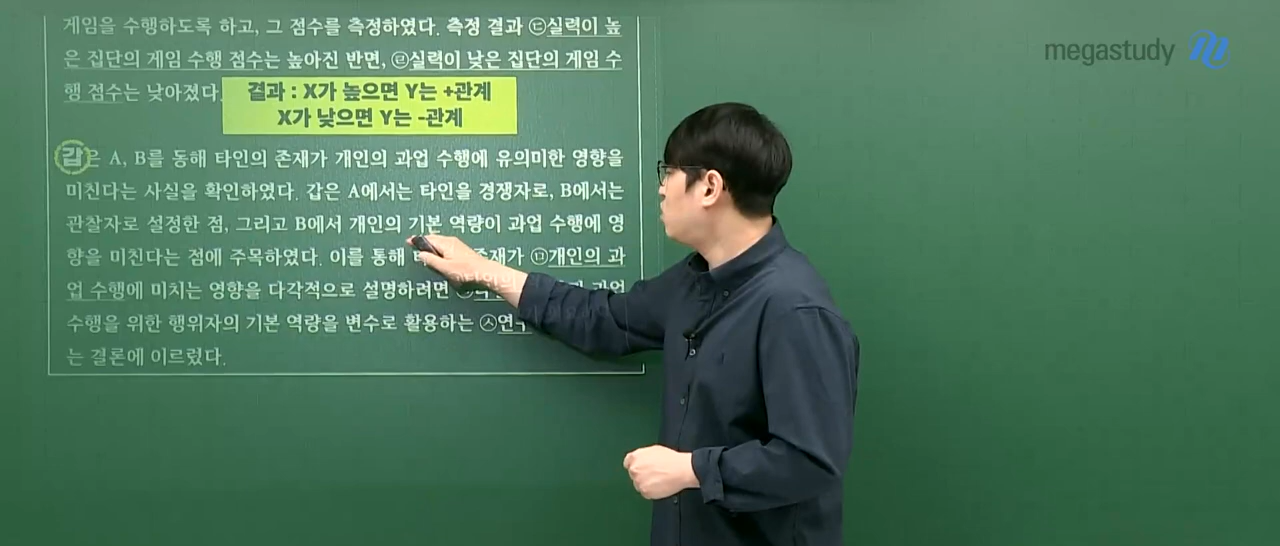 게임을 수행하도록 하고, 그 점수를 측정하였다. 측정 결과 ㉢실력이 높
은 집단의 게임 수행 점수는 높아진 반면, ㉣실력이 낮은 집단의 게임 수
행 점수는 낮아졌다.
결과 : X가 높으면 Y는 +관계
X가 낮으면 Y는 -관계
갑은 A, B를 통해 타인의 존재가 개인의 과업 수행에 유의미한 영향을
미친다는 사실을 확인하였다. 갑은 A에서는 타인을 경쟁자로, B에서는
관찰자로 설정한 점, 그리고 B에서 개인의 기본 역량이 과업 수행에 영
향을 미친다는 점에 주목하였다. 이를 통해 존재가 ㉤개인의 과
업 수행에 미치는 영향을 다각적으로 설명하려면 과업
수행을 위한 행위자의 기본 역량을 변수로 활용하는 ㉦연
는 결론에 이르렀다.
megastudy